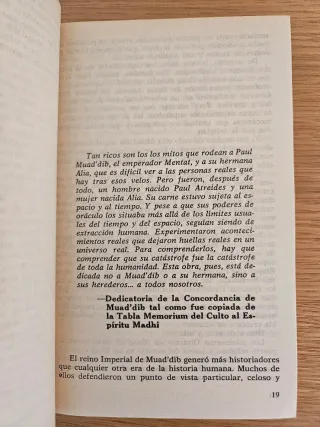 Tan ricos son los los mitos que rodean a Paul
Muad'dib, el emperador Mentat, y a su hermana
Alia, que es difícil ver a las personas reales que
hay tras esos velos. Pero fueron, después de
todo, un hombre nacido Paul Atreides y una
mujer nacida Alia. Su carne estuvo sujeta al es-
pacio y al tiempo. Y pese a que sus poderes de
oráculo los situaba más allá de los límites usua-
les del tiempo y del espacio, seguían siendo de
extracción humana. Experimentaron aconteci-
mientos reales que dejaron huellas reales en un
universo real. Para comprenderlos, hay que
comprender que su catástrofe fue la catástrofe
de toda la humanidad. Esta obra, pues, está de-
dicada no a Muad'dib o a su hermana, sino a
sus herederos... a todos nosotros.
—Dedicatoria de la Concordancia de
Muad'dib tal como fue copiada de
la Tabla Memorium del Culto al Es-
píritu Madhi
El reino Imperial de Muad'dib generó más historiadores
que cualquier otra era de la historia humana. Muchos de
ellos defendieron un punto de vista particular, celoso y
19